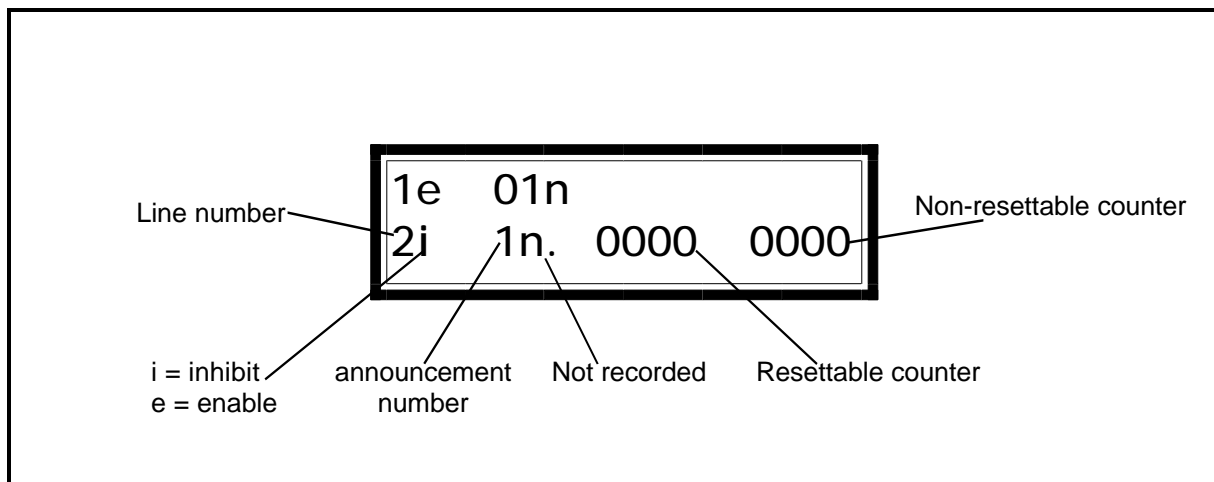 1e 01n
2i 1n. 0000 0000
Line number
Non-resettable counter
i = inhibit
e = enable
announcement
number
Not recorded
Resettable counter